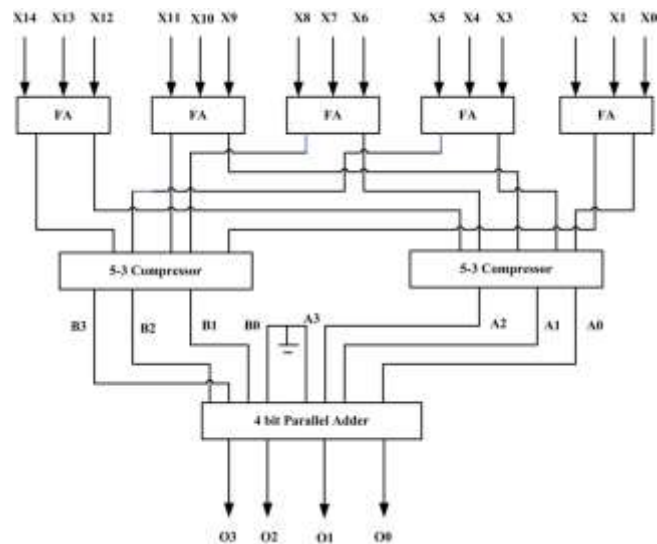 X14 X13 X12 X11 X10 X9 X8 X7 X6 X5 X4 X3 X2 X1 X0
FA FA FA FA FA
5-3 Compressor 5-3 Compressor
B3 B2 B1 B0 A3 A2 A1 A0
4 bit Parallel Adder
O3 O2 O1 O0